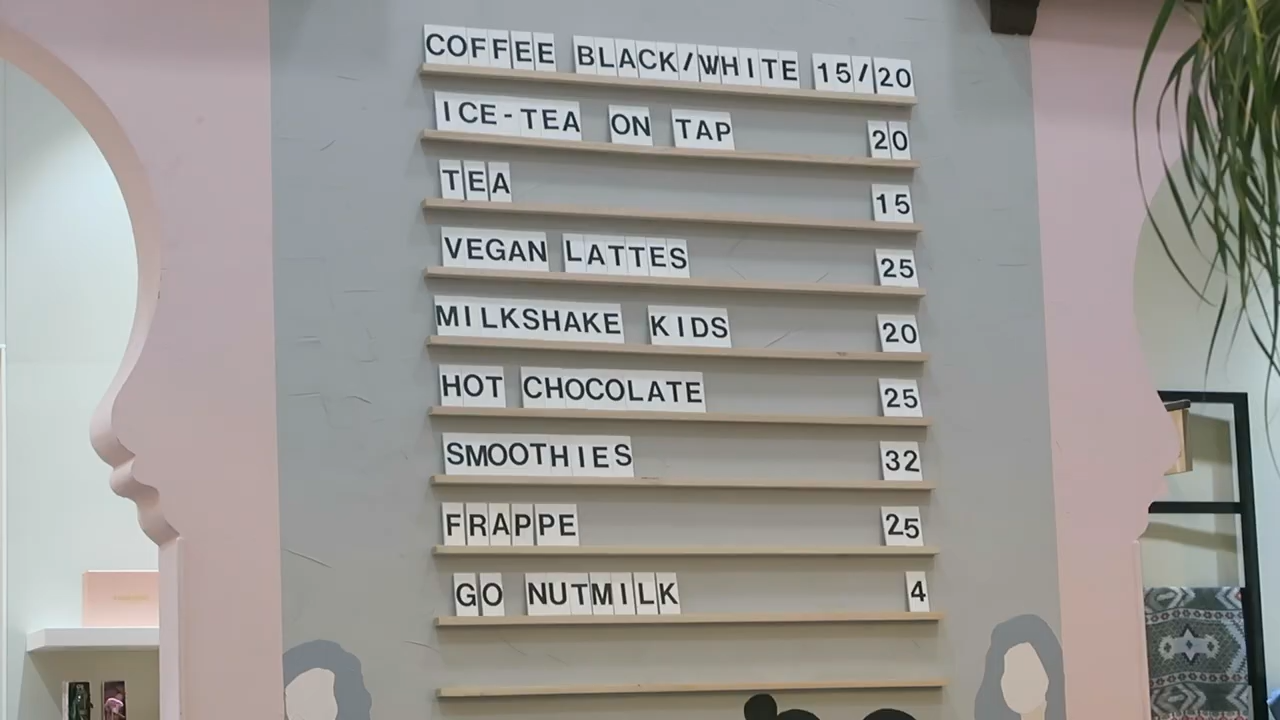 COFFEE BLACK/WHITE 15/20
ICE-TEA ON TAP 20
TEA 15
VEGAN LATTES 25
MILKSHAKE KIDS 20
HOT CHOCOLATE 25
SMOOTHIES 32
FRAPPE 25
GO NUTMILK 4